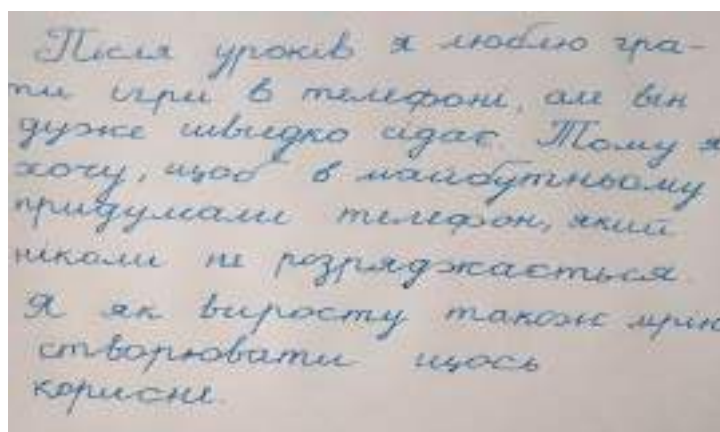 Після уроків я люблю гра-
ти ігри в телефоні, але він
дуже швидко сідає. Тому я
хочу, щоб в майбутньому
придумали телефон, який
ніколи не розряджається.
Я як виросту також мрію
створювати щось
корисне.